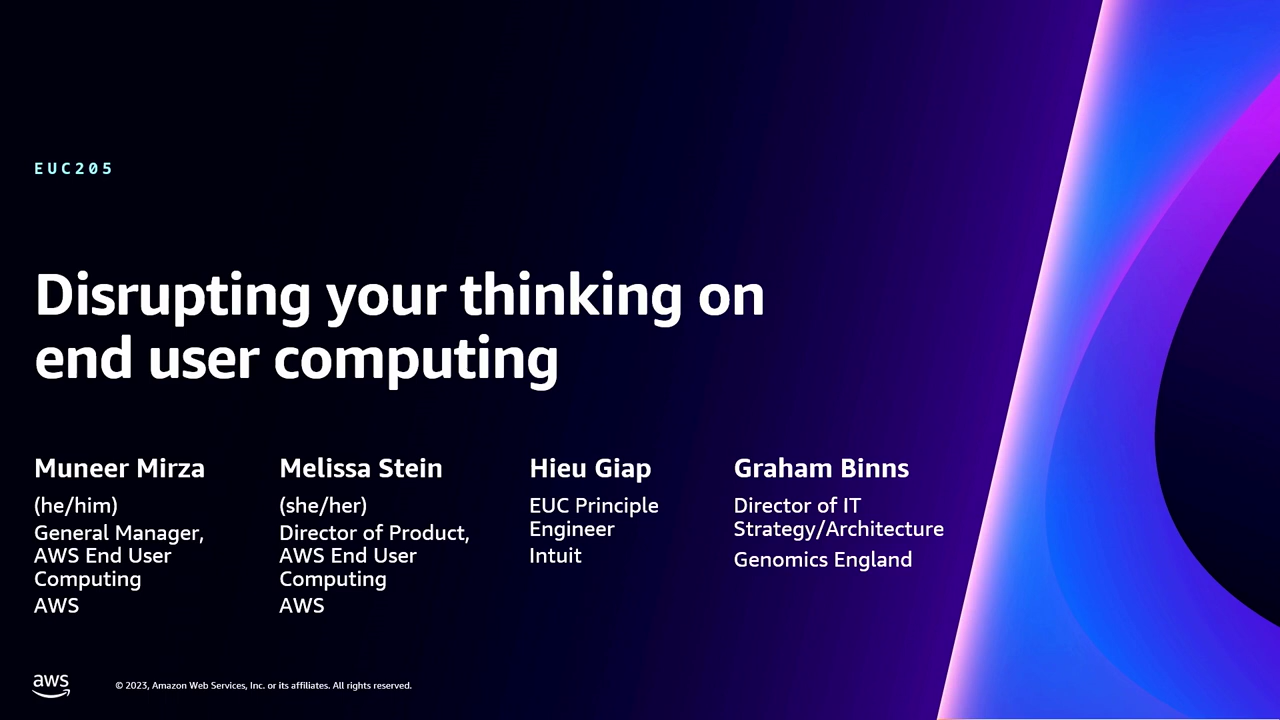 EUC205
Disrupting your thinking on
end user computing
Muneer Mirza
(he/him)
General Manager,
AWS End User
Computing
AWS
Melissa Stein
(she/her)
Director of Product,
AWS End User
Computing
AWS
Hieu Giap
EUC Principle
Engineer
Intuit
Graham Binns
Director of IT
Strategy/Architecture
Genomics England
aws
© 2023, Amazon Web Services, Inc. or its affiliates. All rights reserved.